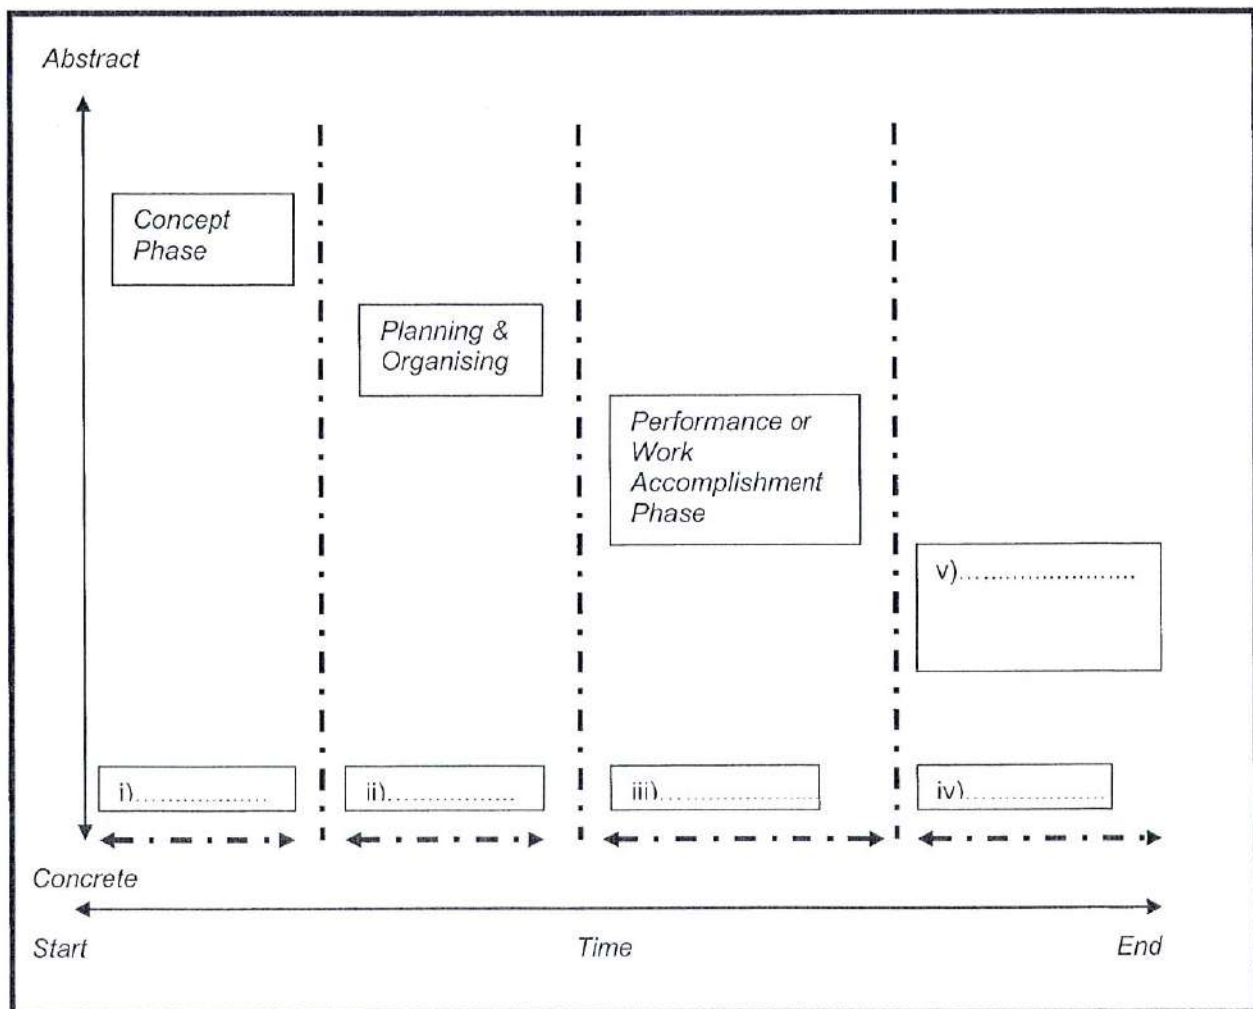 Abstract
Concept
Phase
Planning &
Organising
Performance or
Work
Accomplishment
Phase
v)........................
i)..................
ii).................
iii)......................
iv)...................
Concrete
Start
Time
End